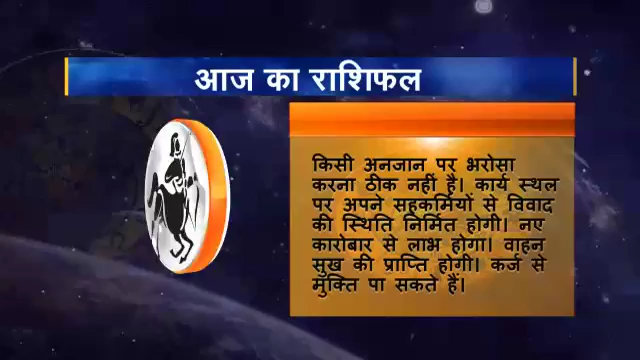 आज का राशिफल
किसी अनजान पर भरोसा
करना ठीक नहीं है। कार्य स्थल
पर अपने सहकर्मियों से विवाद
की स्थिति निर्मित होगी। नए
कारोबार से लाभ होगा। वाहन
सुख की प्राप्ति होगी। कर्ज से
मुक्ति पा सकते हैं।